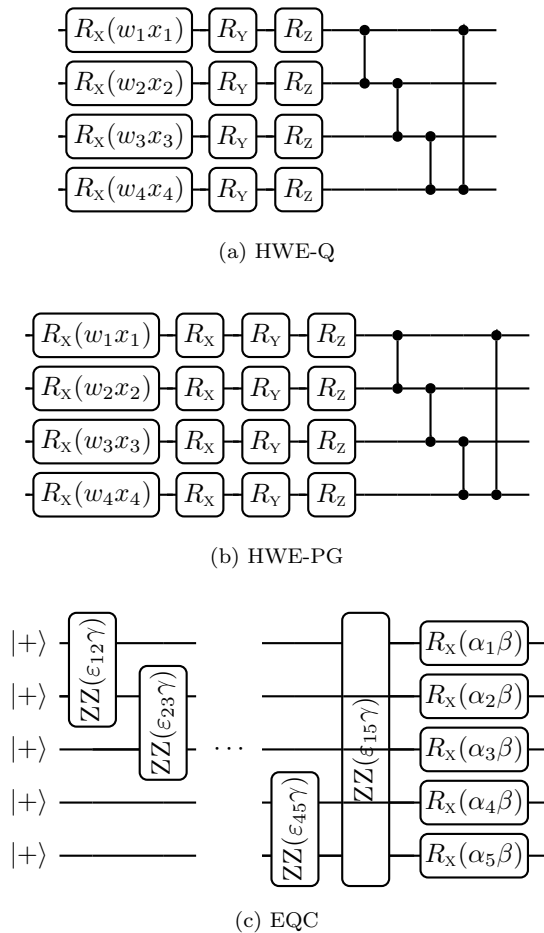 R_X(w_1x_1) R_Y R_Z
R_X(w_2x_2) R_Y R_Z
R_X(w_3x_3) R_Y R_Z
R_X(w_4x_4) R_Y R_Z
(a) HWE-Q
R_X(w_1x_1) R_X R_Y R_Z
R_X(w_2x_2) R_X R_Y R_Z
R_X(w_3x_3) R_X R_Y R_Z
R_X(w_4x_4) R_X R_Y R_Z
(b) HWE-PG
|+⟩ ZZ(ε_12γ) R_X(α_1β)
|+⟩ ZZ(ε_23γ) R_X(α_2β)
|+⟩ ··· ZZ(ε_15γ) R_X(α_3β)
|+⟩ ZZ(ε_45γ) R_X(α_4β)
|+⟩ R_X(α_5β)
(c) EQC